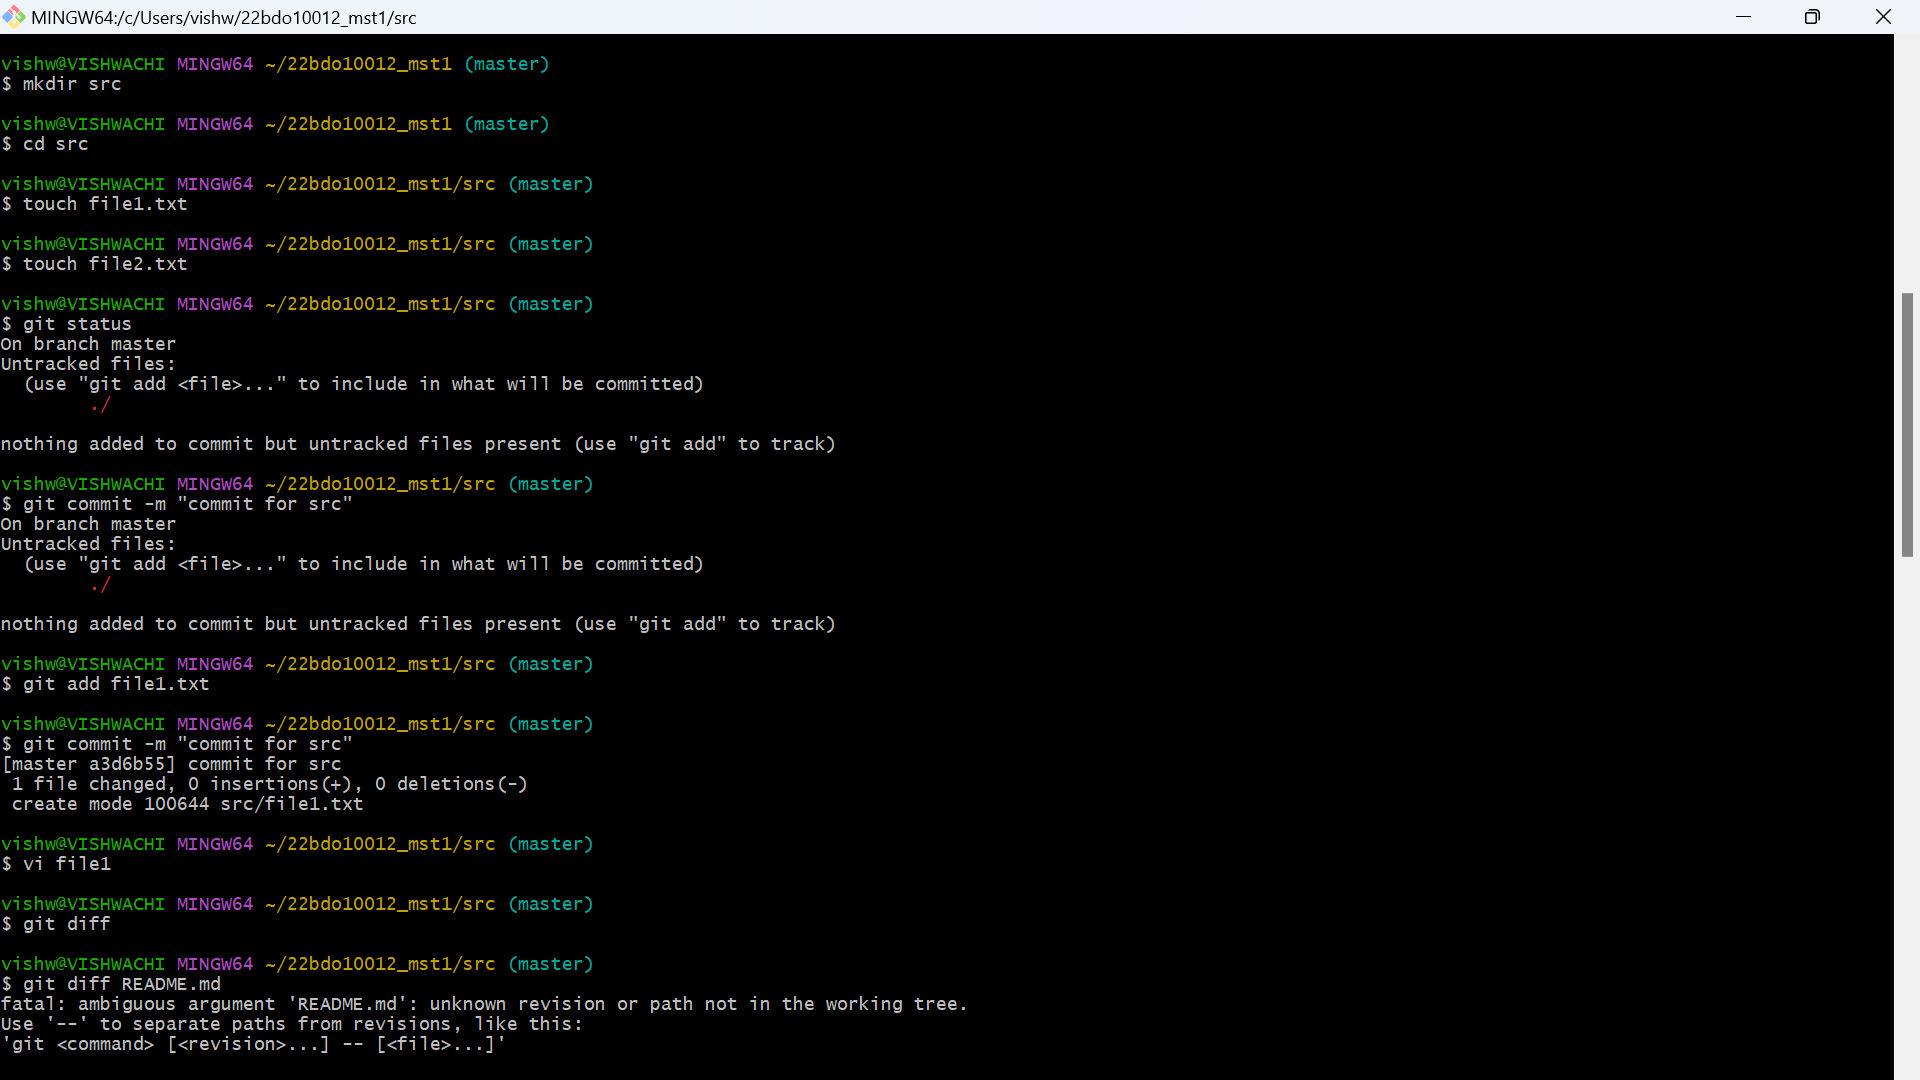 MINGW64:/c/Users/vishw/22bdo10012_mst1/src
vishw@VISHWACHI MINGW64 ~/22bdo10012_mst1 (master)
$ mkdir src
vishw@VISHWACHI MINGW64 ~/22bdo10012_mst1 (master)
$ cd src
vishw@VISHWACHI MINGW64 ~/22bdo10012_mst1/src (master)
$ touch file1.txt
vishw@VISHWACHI MINGW64 ~/22bdo10012_mst1/src (master)
$ touch file2.txt
vishw@VISHWACHI MINGW64 ~/22bdo10012_mst1/src (master)
$ git status
On branch master
Untracked files:
  (use "git add <file>..." to include in what will be committed)
        ./
nothing added to commit but untracked files present (use "git add" to track)
vishw@VISHWACHI MINGW64 ~/22bdo10012_mst1/src (master)
$ git commit -m "commit for src"
On branch master
Untracked files:
  (use "git add <file>..." to include in what will be committed)
        ./
nothing added to commit but untracked files present (use "git add" to track)
vishw@VISHWACHI MINGW64 ~/22bdo10012_mst1/src (master)
$ git add file1.txt
vishw@VISHWACHI MINGW64 ~/22bdo10012_mst1/src (master)
$ git commit -m "commit for src"
[master a3d6b55] commit for src
 1 file changed, 0 insertions(+), 0 deletions(-)
 create mode 100644 src/file1.txt
vishw@VISHWACHI MINGW64 ~/22bdo10012_mst1/src (master)
$ vi file1
vishw@VISHWACHI MINGW64 ~/22bdo10012_mst1/src (master)
$ git diff
vishw@VISHWACHI MINGW64 ~/22bdo10012_mst1/src (master)
$ git diff README.md
fatal: ambiguous argument 'README.md': unknown revision or path not in the working tree.
Use '--' to separate paths from revisions, like this:
'git <command> [<revision>...] -- [<file>...]'